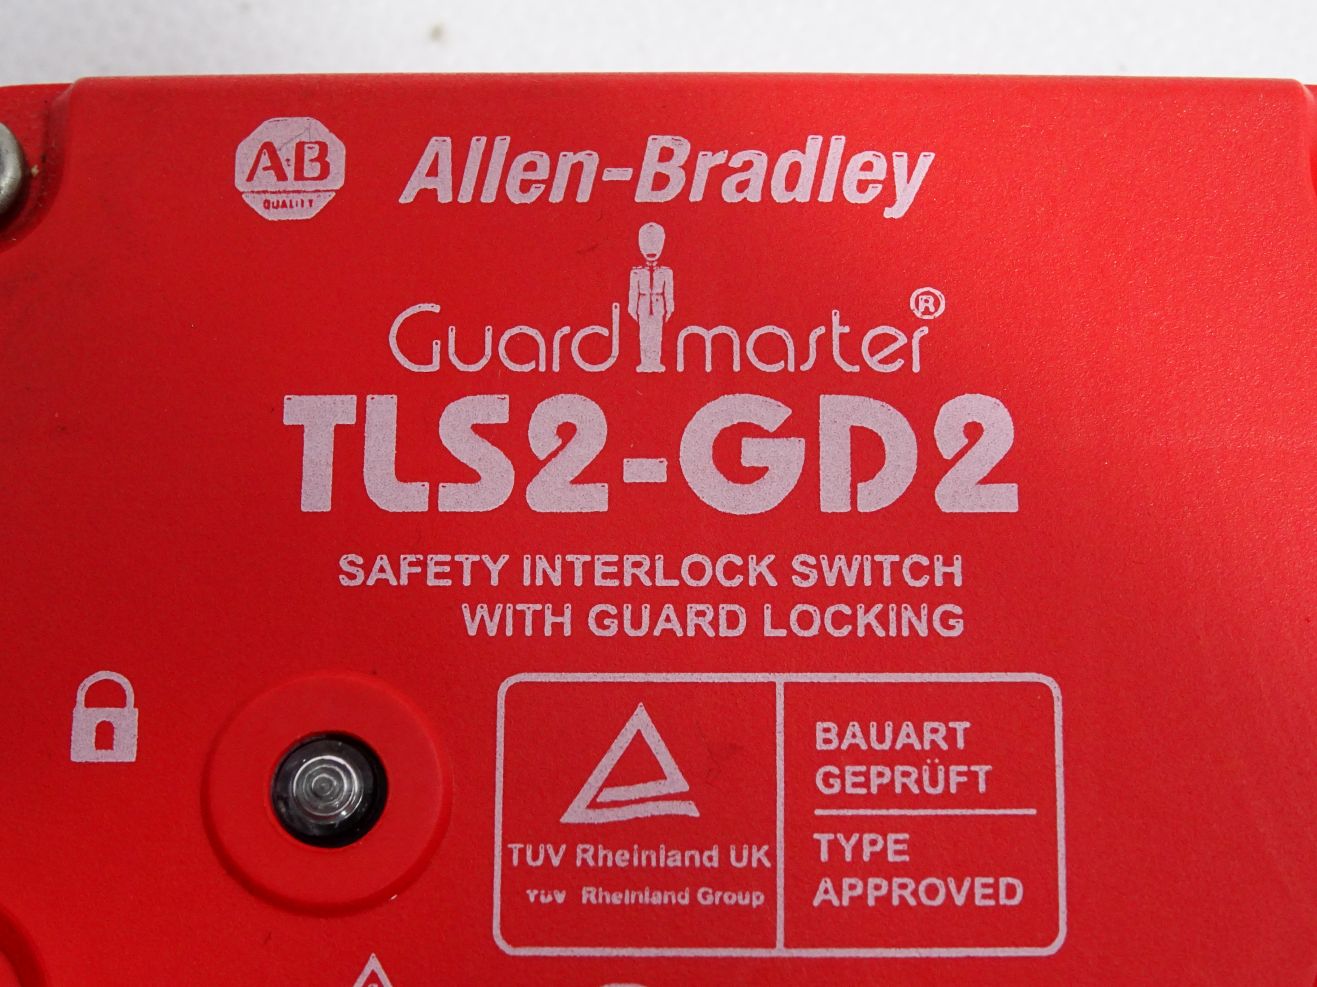 AB
QUALITY
Allen-Bradley
Guardmaster®
TLS2-GD2
SAFETY INTERLOCK SWITCH
WITH GUARD LOCKING
TUV Rheinland UK
TUV Rheinland Group
BAUART
GEPRÜFT
TYPE
APPROVED